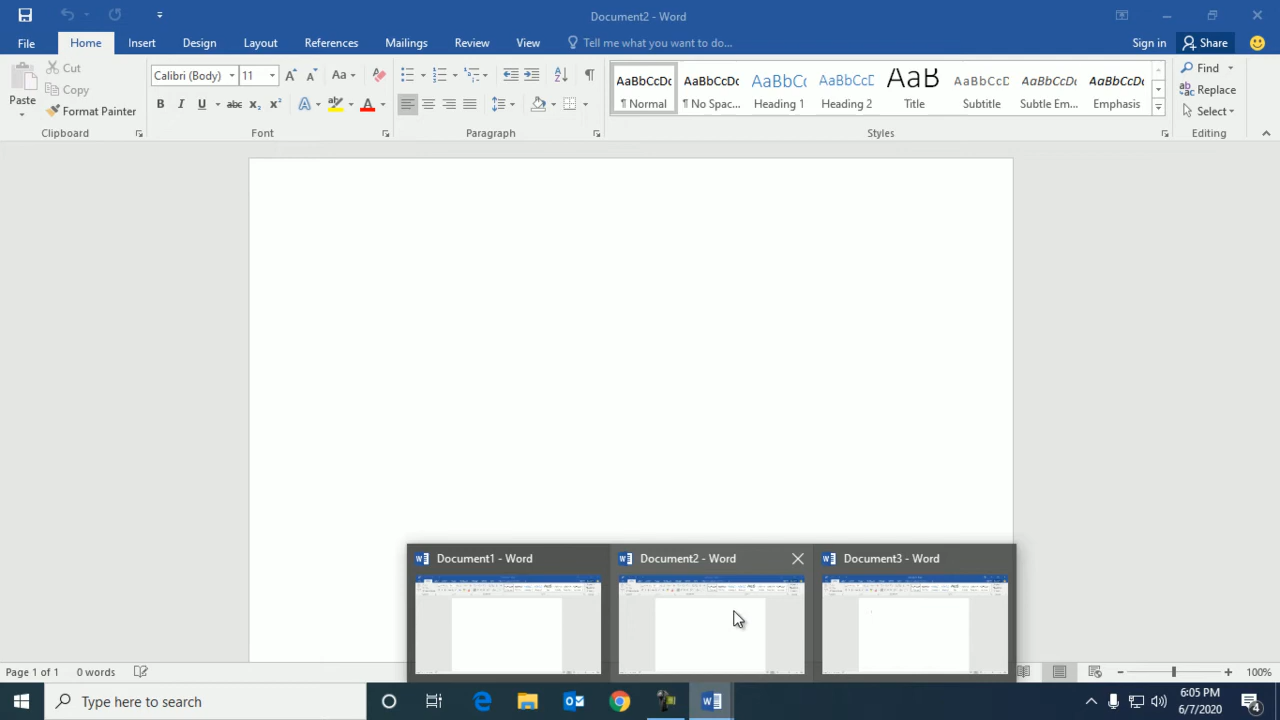 Document2 - Word
File Home Insert Design Layout References Mailings Review View Tell me what you want to do... Sign in Share
Paste
Cut
Copy
Format Painter
Clipboard
Calibri (Body) 11
Font
Paragraph
AaBbCcDc AaBbCcDc AaBbCc AaBbCcD AaB AaBbCcD AaBbCcDc AaBbCcDc
¶ Normal ¶ No Spac... Heading Heading 2 Title Subtitle Subtle Em... Emphasis
Styles
Find
Replace
Select
Editing
Document1 - Word Document2 - Word Document3 - Word
Page 1 of 1 0 words 100%
Type here to search
6:05 PM
6/7/2020
4